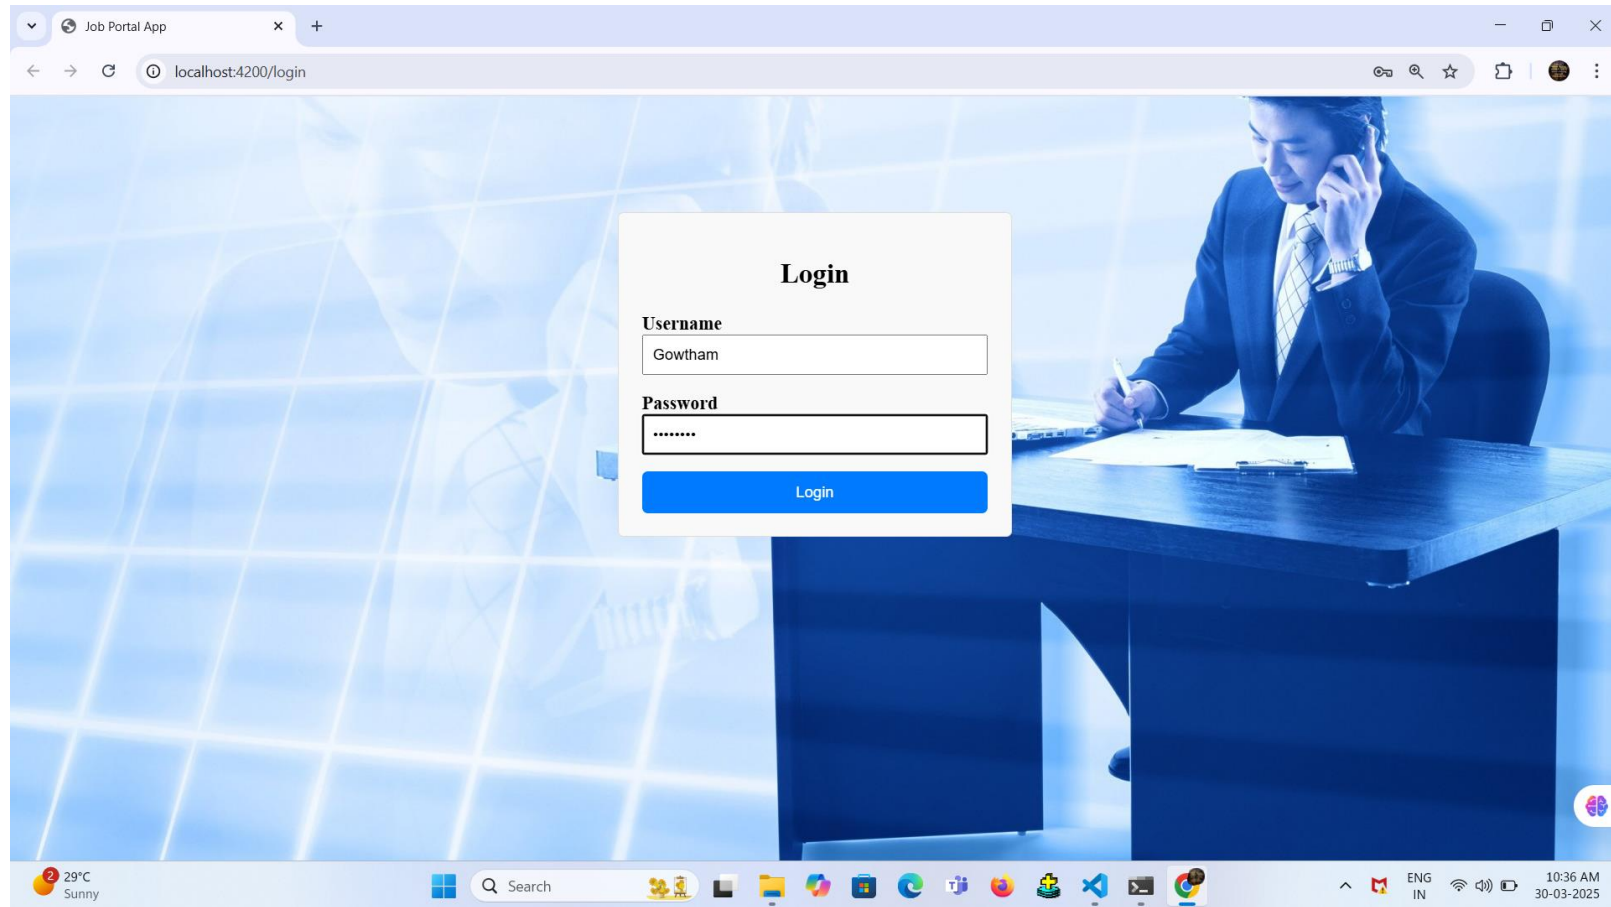 Job Portal App
localhost:4200/login
Login
Username
Gowtham
Password
••••••••
Login
2
29°C
Sunny
Search
ENG
IN
10:36 AM
30-03-2025